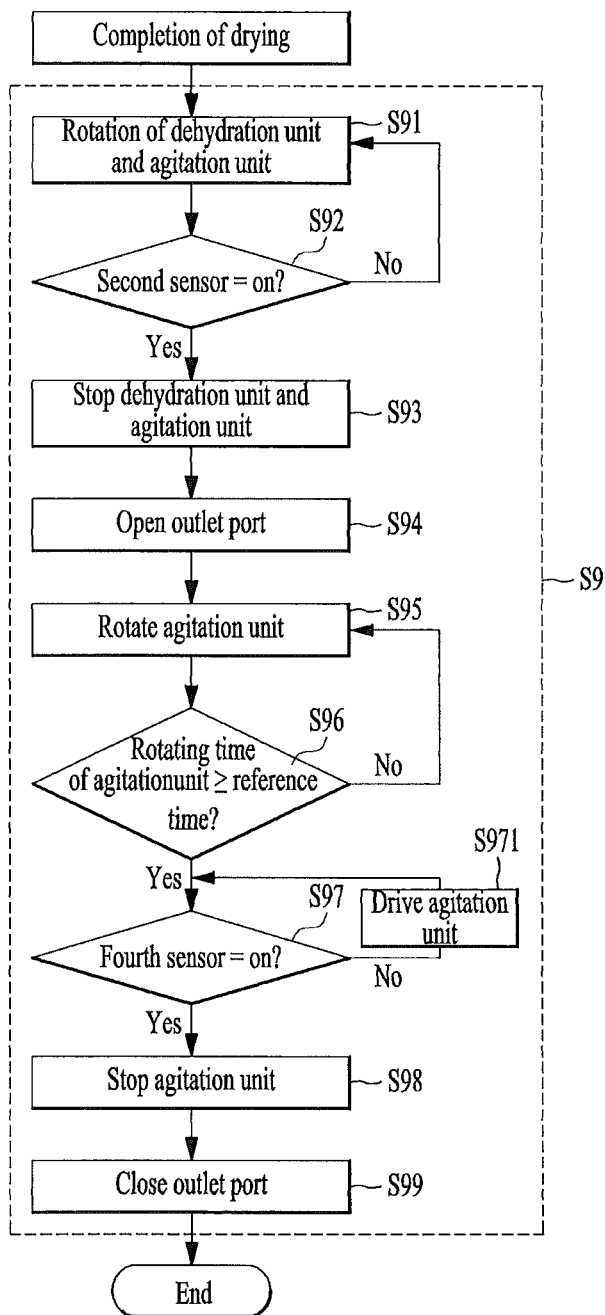 Completion of drying
S91
Rotation of dehydration unit
and agitation unit
S92
Second sensor = on?
No
Yes
Stop dehydration unit and
agitation unit
S93
Open outlet port
S94
S9
S95
Rotate agitation unit
S96
Rotating time
of agitationunit ≥ reference
time?
No
Yes
S971
Drive agitation
unit
S97
Fourth sensor = on?
No
Yes
Stop agitation unit
S98
Close outlet port
S99
End